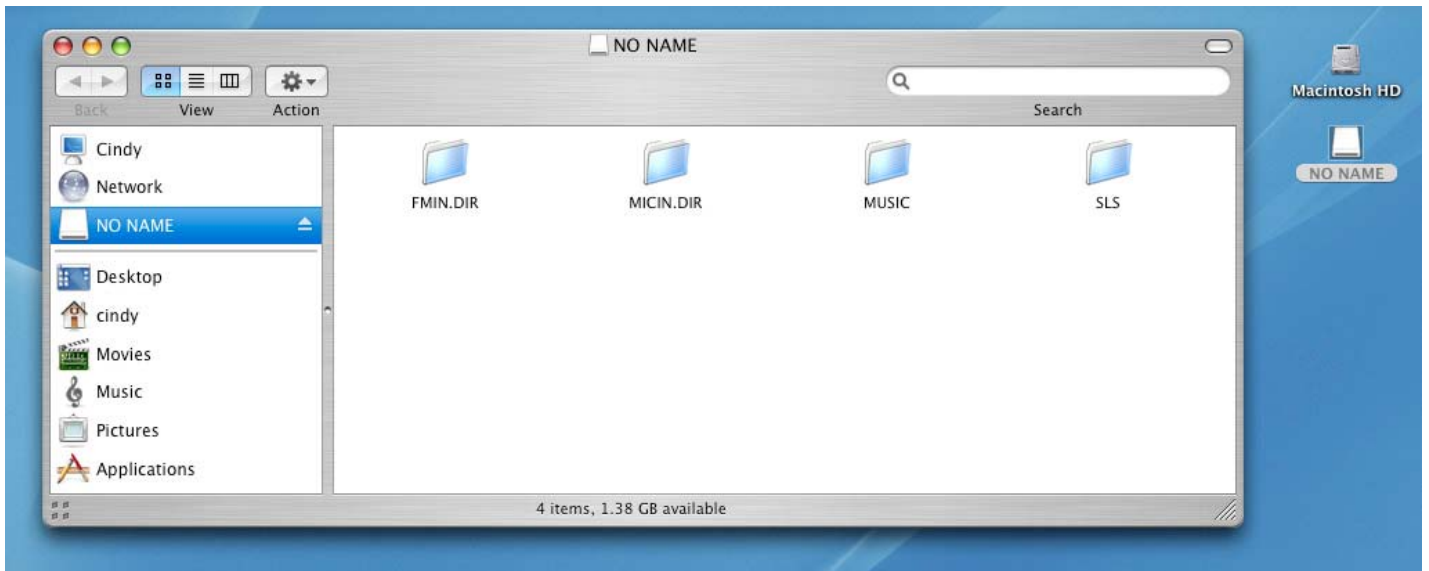 NO NAME
Back View Action Search
Cindy
Network
NO NAME
Desktop
cindy
Movies
Music
Pictures
Applications
FMIN.DIR MICIN.DIR MUSIC SLS
4 items, 1.38 GB available
Macintosh HD
NO NAME